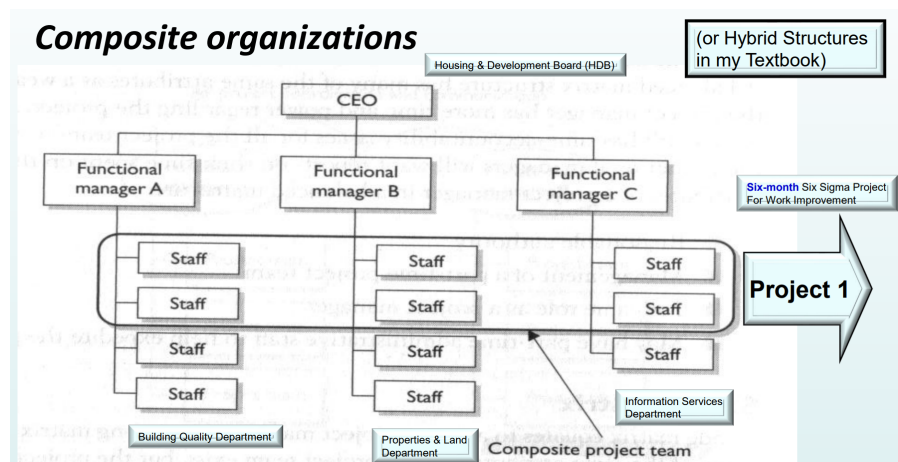 Composite organizations
(or Hybrid Structures
in my Textbook)
Housing & Development Board (HDB)
CEO
Functional
manager A
Functional
manager B
Functional
manager C
Six-month Six Sigma Project
For Work Improvement
Project 1
Staff
Staff
Staff
Staff
Staff
Staff
Staff
Staff
Staff
Staff
Staff
Building Quality Department
Properties & Land
Department
Information Services
Department
Composite project team